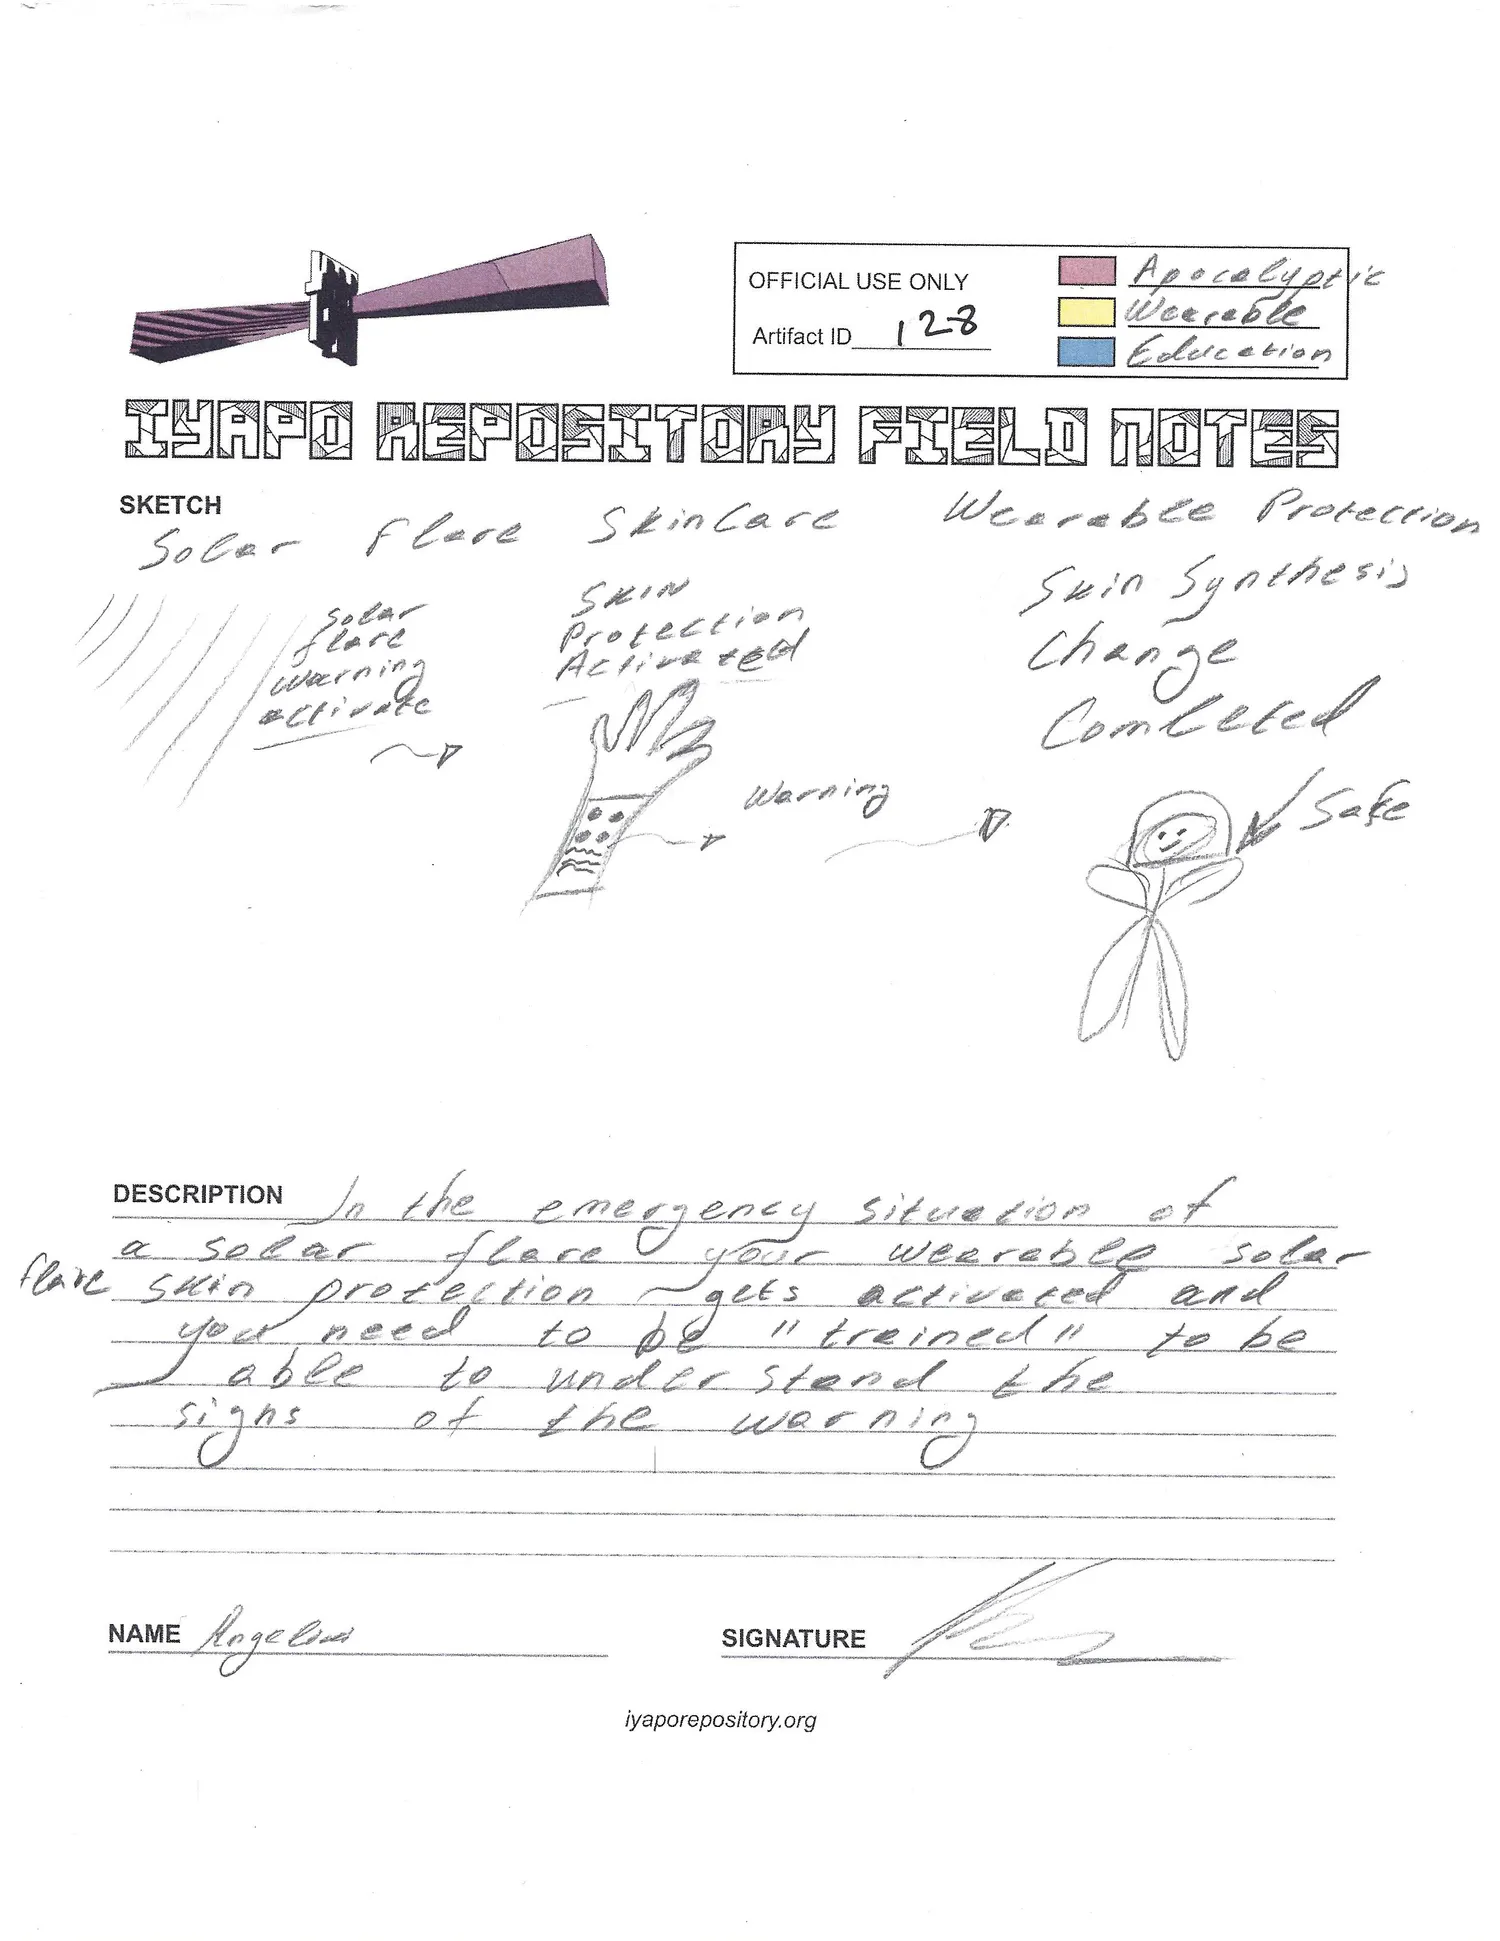 OFFICIAL USE ONLY
Artifact ID 128
Apocalyptic
Wearable
Education
IYAPO REPOSITORY FIELD NOTES
SKETCH
Solar Flare SkinCare Wearable Protection
Solar
flare
warning
activate
SKIN
Protection
Activated
Skin Synthesis
Change
Comleted
Warning
Safe
DESCRIPTION In the emergency situation of
a solar flare your wearable solar
flare skin protection gets activated and
you need to be "trained" to be
able to understand the
signs of the warning
NAME
SIGNATURE
iyaporepository.org